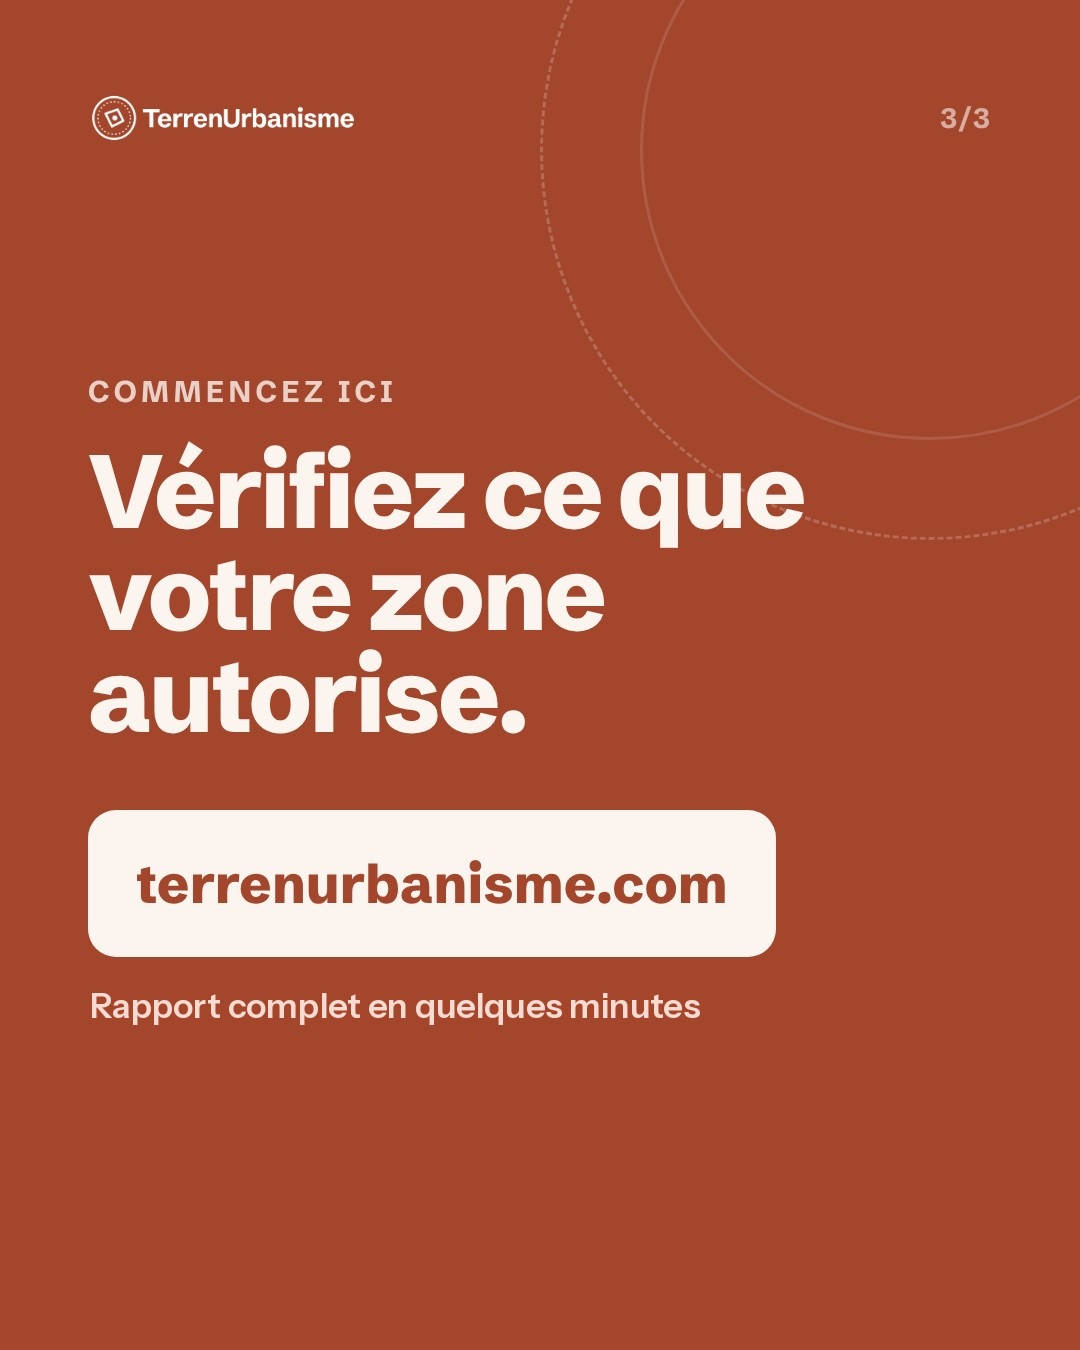 TerrenUrbanisme
3/3
COMMENCEZ ICI
Vérifiez ce que
votre zone
autorise.
terrenurbanisme.com
Rapport complet en quelques minutes